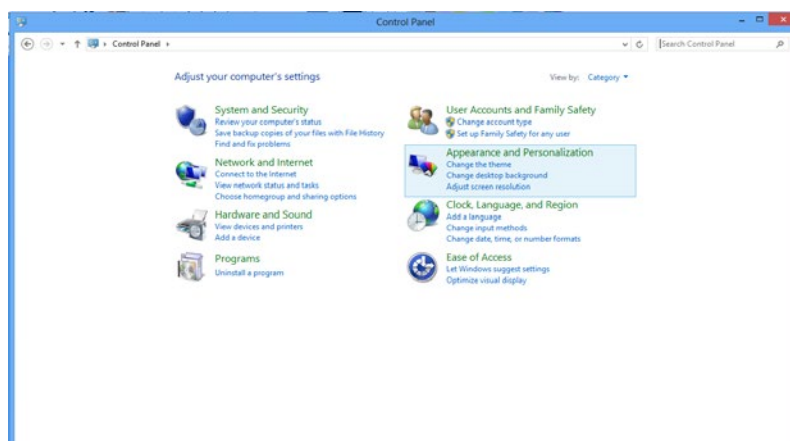 Control Panel
Control Panel
Search Control Panel
Adjust your computer's settings
View by: Category
System and Security
Review your computer's status
Save backup copies of your files with File History
Find and fix problems
Network and Internet
Connect to the Internet
View network status and tasks
Choose homegroup and sharing options
Hardware and Sound
View devices and printers
Add a device
Programs
Uninstall a program
User Accounts and Family Safety
Change account type
Set up Family Safety for any user
Appearance and Personalization
Change the theme
Change desktop background
Adjust screen resolution
Clock, Language, and Region
Add a language
Change input methods
Change date, time, or number formats
Ease of Access
Let Windows suggest settings
Optimize visual display